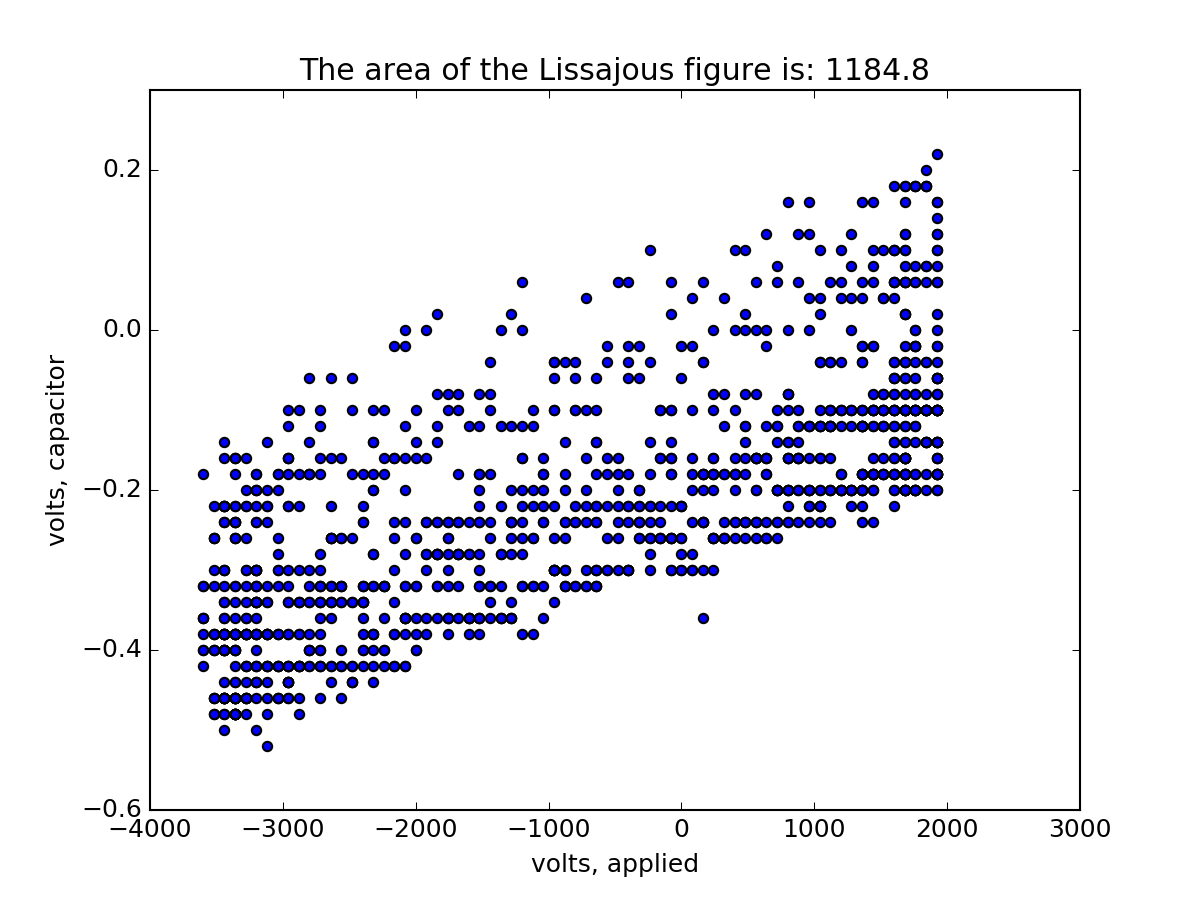 The area of the Lissajous figure is: 1184.8
0.2
0.0
−0.2
−0.4
−0.6
volts, capacitor
−4000 −3000 −2000 −1000 0 1000 2000 3000
volts, applied